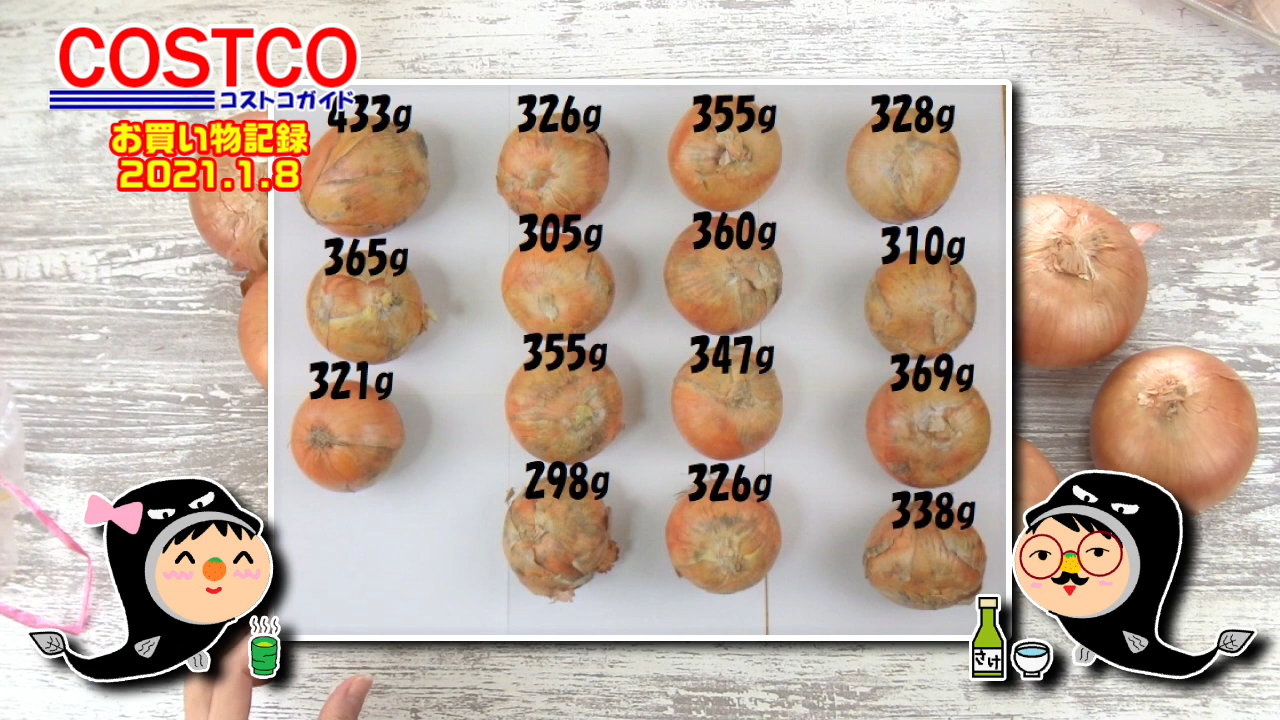 COSTCO
コストコガイド
お買い物記録
2021.1.8
433g 326g 355g 328g
365g 305g 360g 310g
321g 355g 347g 369g
298g 326g 338g
さけ